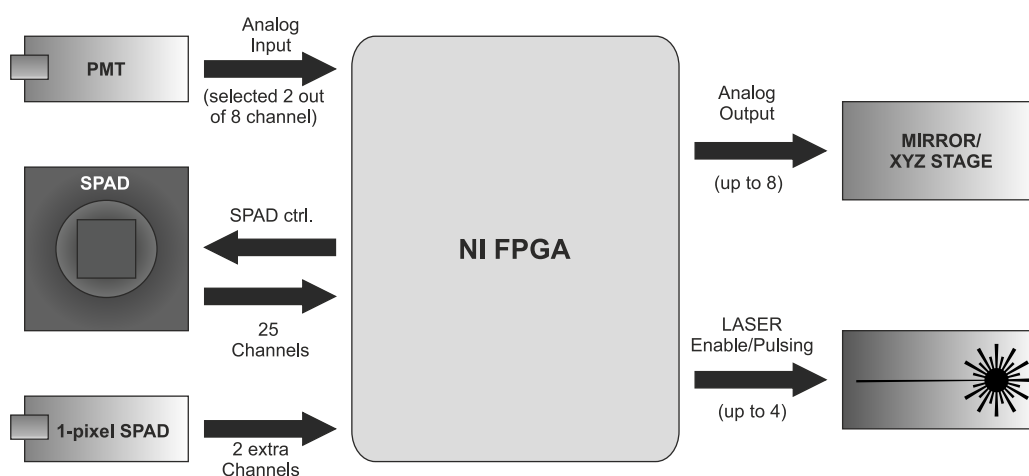 PMT
Analog
Input
(selected 2 out
of 8 channel)
SPAD
SPAD ctrl.
25
Channels
1-pixel SPAD
2 extra
Channels
NI FPGA
Analog
Output
(up to 8)
MIRROR/
XYZ STAGE
LASER
Enable/Pulsing
(up to 4)